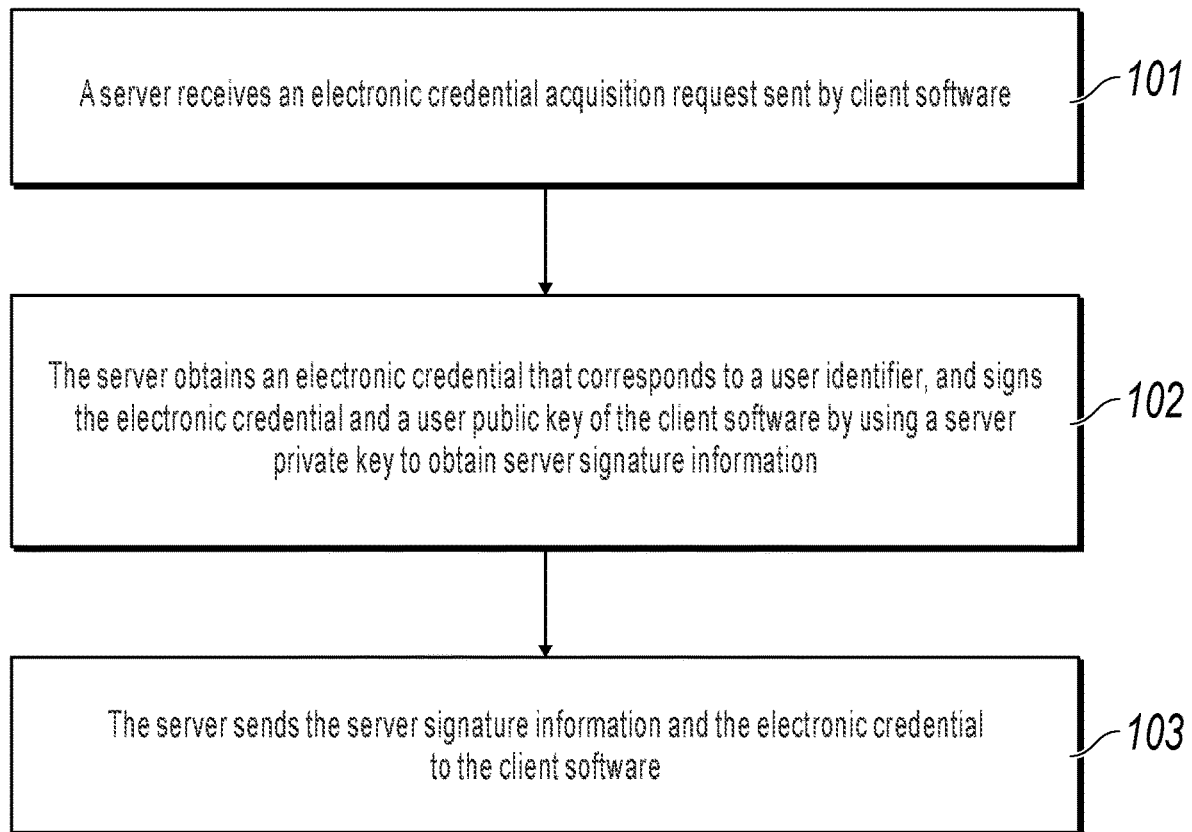 A server receives an electronic credential acquisition request sent by client software
101
The server obtains an electronic credential that corresponds to a user identifier, and signs
the electronic credential and a user public key of the client software by using a server
private key to obtain server signature information
102
The server sends the server signature information and the electronic credential
to the client software
103